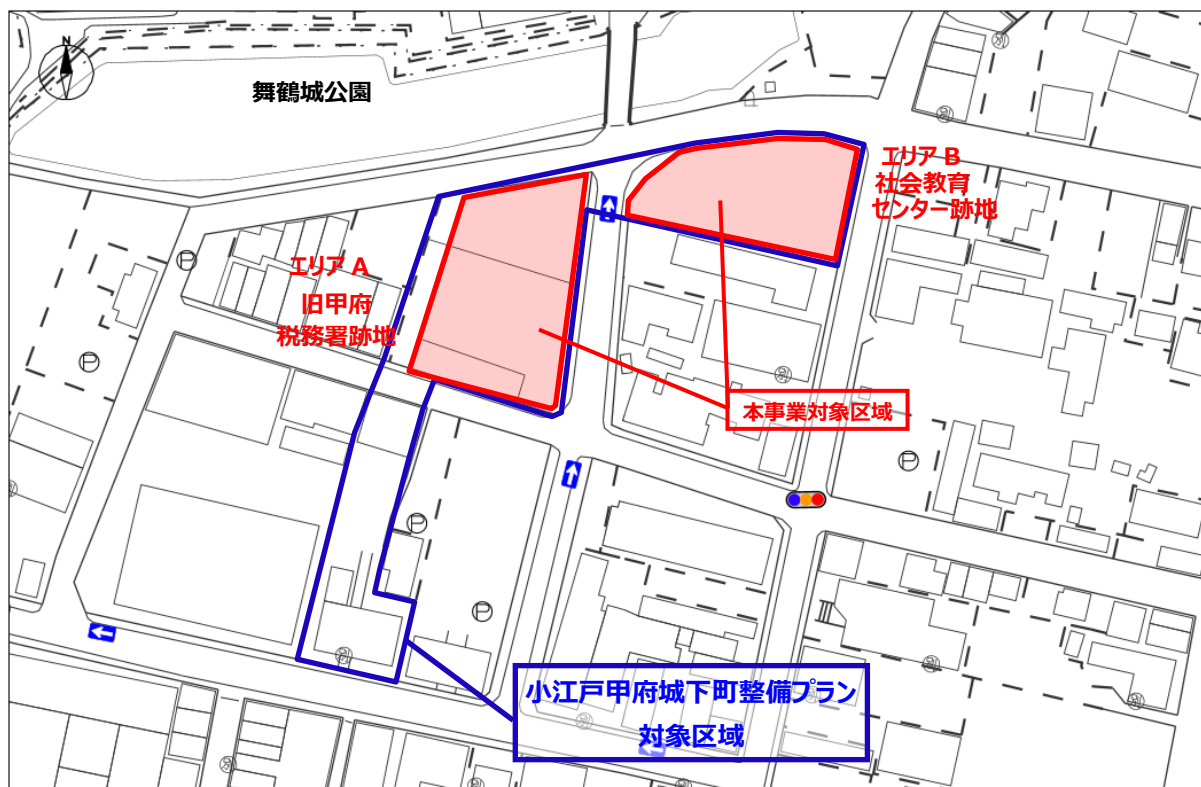 N
舞鶴城公園
エリア B
社会教育
センター跡地
エリア A
旧甲府
税務署跡地
P
P
本事業対象区域
P
P
P
小江戸甲府城下町整備プラン
対象区域